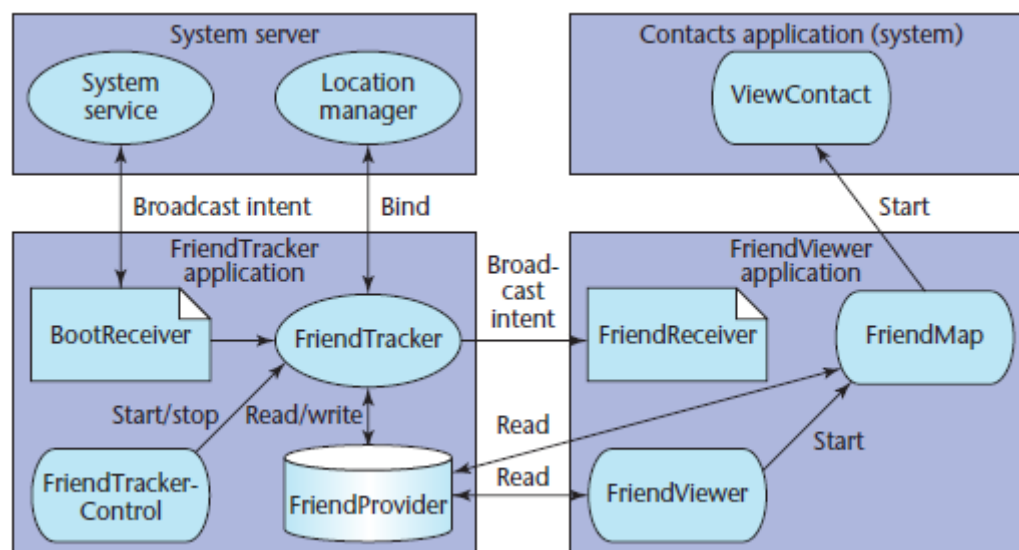 System server
System
service
Location
manager
Contacts application (system)
ViewContact
Broadcast intent
Bind
Start
FriendTracker
application
Broad-
cast
intent
FriendViewer
application
BootReceiver
FriendTracker
FriendReceiver
FriendMap
Start/stop
Read/write
Read
Start
FriendTracker-
Control
FriendProvider
Read
FriendViewer